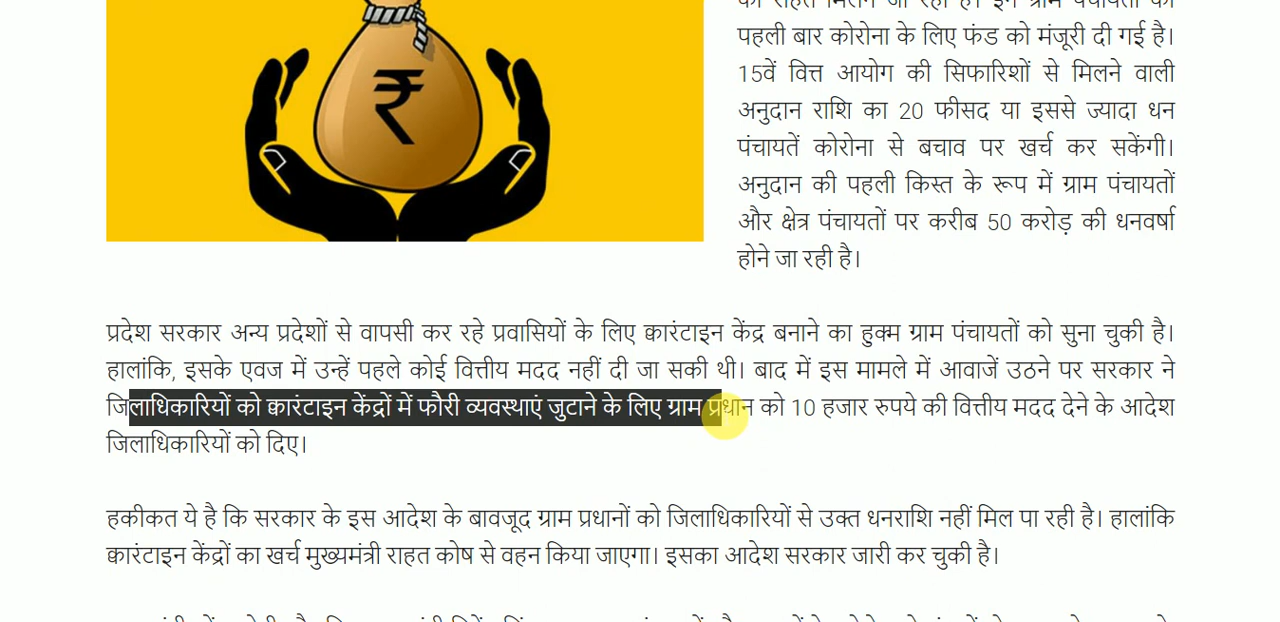 पहली बार कोरोना के लिए फंड को मंजूरी दी गई है।
15वें वित्त आयोग की सिफारिशों से मिलने वाली
अनुदान राशि का 20 फीसद या इससे ज्यादा धन
पंचायतें कोरोना से बचाव पर खर्च कर सकेंगी।
अनुदान की पहली किस्त के रूप में ग्राम पंचायतों
और क्षेत्र पंचायतों पर करीब 50 करोड़ की धनवर्षा
होने जा रही है।
₹
प्रदेश सरकार अन्य प्रदेशों से वापसी कर रहे प्रवासियों के लिए क्वारंटाइन केंद्र बनाने का हुक्म ग्राम पंचायतों को सुना चुकी है।
हालांकि, इसके एवज में उन्हें पहले कोई वित्तीय मदद नहीं दी जा सकी थी। बाद में इस मामले में आवाजें उठने पर सरकार ने
जिलाधिकारियों को क्वारंटाइन केंद्रों में फौरी व्यवस्थाएं जुटाने के लिए ग्राम प्रधान को 10 हजार रुपये की वित्तीय मदद देने के आदेश
जिलाधिकारियों को दिए।
हकीकत ये है कि सरकार के इस आदेश के बावजूद ग्राम प्रधानों को जिलाधिकारियों से उक्त धनराशि नहीं मिल पा रही है। हालांकि
क्वारंटाइन केंद्रों का खर्च मुख्यमंत्री राहत कोष से वहन किया जाएगा। इसका आदेश सरकार जारी कर चुकी है।